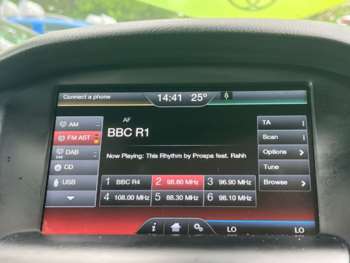 Connect a phone 14:41 25°
AM
AF
TA
BBC R1
FM AST
Scan
DAB
Options
Now Playing: This Rhythm by Prospa feat. Rahh
CD
Tune
USB
1 BBC R4 2 88.80 MHz 3 96.90 MHz
Browse
4 108.00 MHz 5 88.30 MHz 6 98.10 MHz
i
LO LO